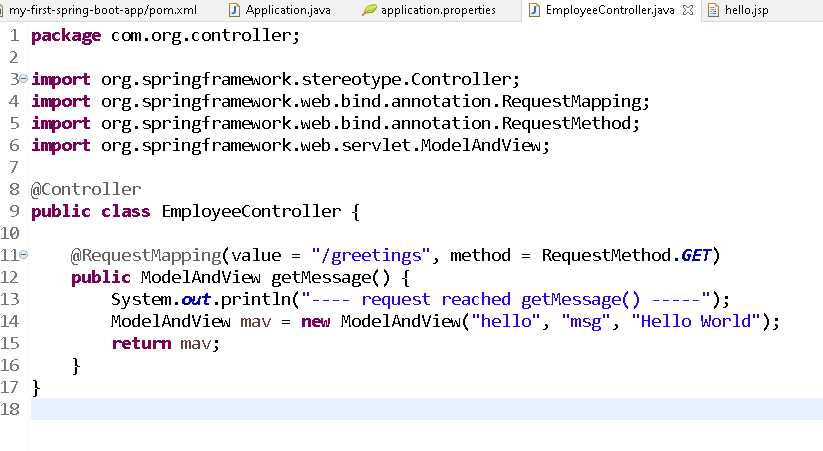 my-first-spring-boot-app/pom.xml Application.java application.properties EmployeeController.java hello.jsp
1 package com.org.controller;
2
3 import org.springframework.stereotype.Controller;
4 import org.springframework.web.bind.annotation.RequestMapping;
5 import org.springframework.web.bind.annotation.RequestMethod;
6 import org.springframework.web.servlet.ModelAndView;
7
8 @Controller
9 public class EmployeeController {
10
11     @RequestMapping(value = "/greetings", method = RequestMethod.GET)
12     public ModelAndView getMessage() {
13         System.out.println("---- request reached getMessage() -----");
14         ModelAndView mav = new ModelAndView("hello", "msg", "Hello World");
15         return mav;
16     }
17 }
18